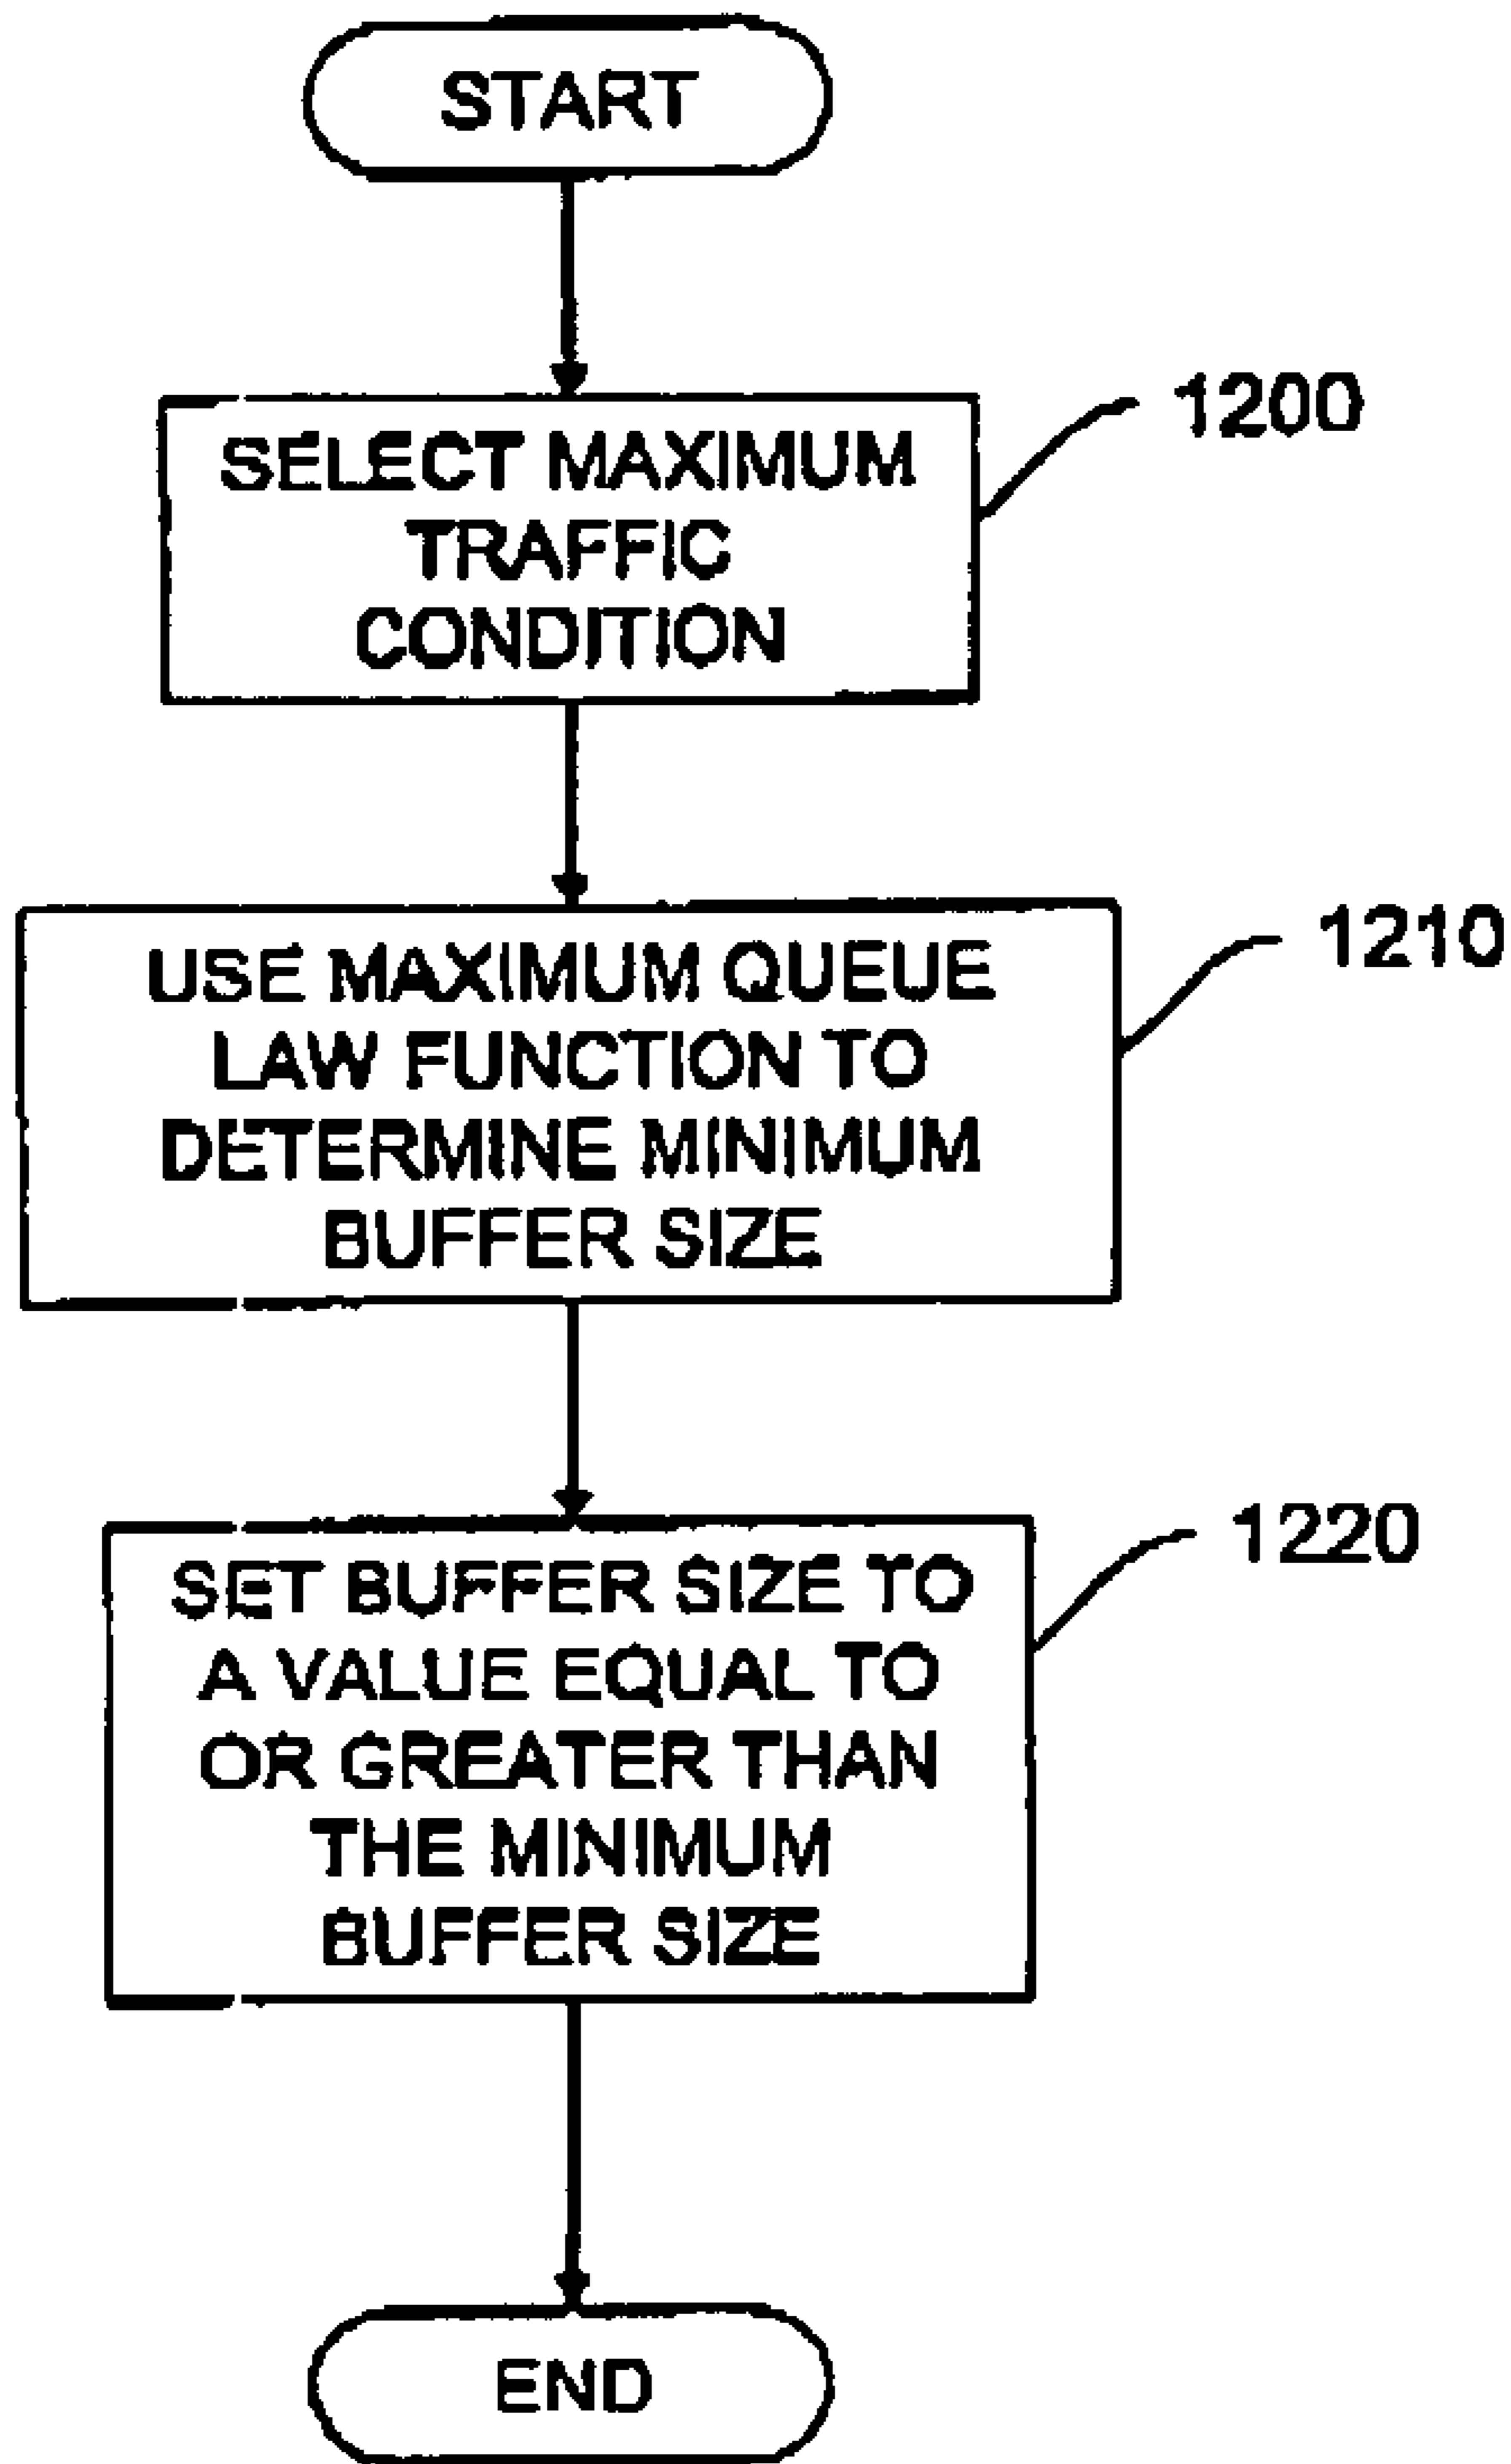 START
1200
SELECT MAXIMUM
TRAFFIC
CONDITION
1210
USE MAXIMUM QUEUE
LAW FUNCTION TO
DETERMINE MINIMUM
BUFFER SIZE
1220
SET BUFFER SIZE TO
A VALUE EQUAL TO
OR GREATER THAN
THE MINIMUM
BUFFER SIZE
END